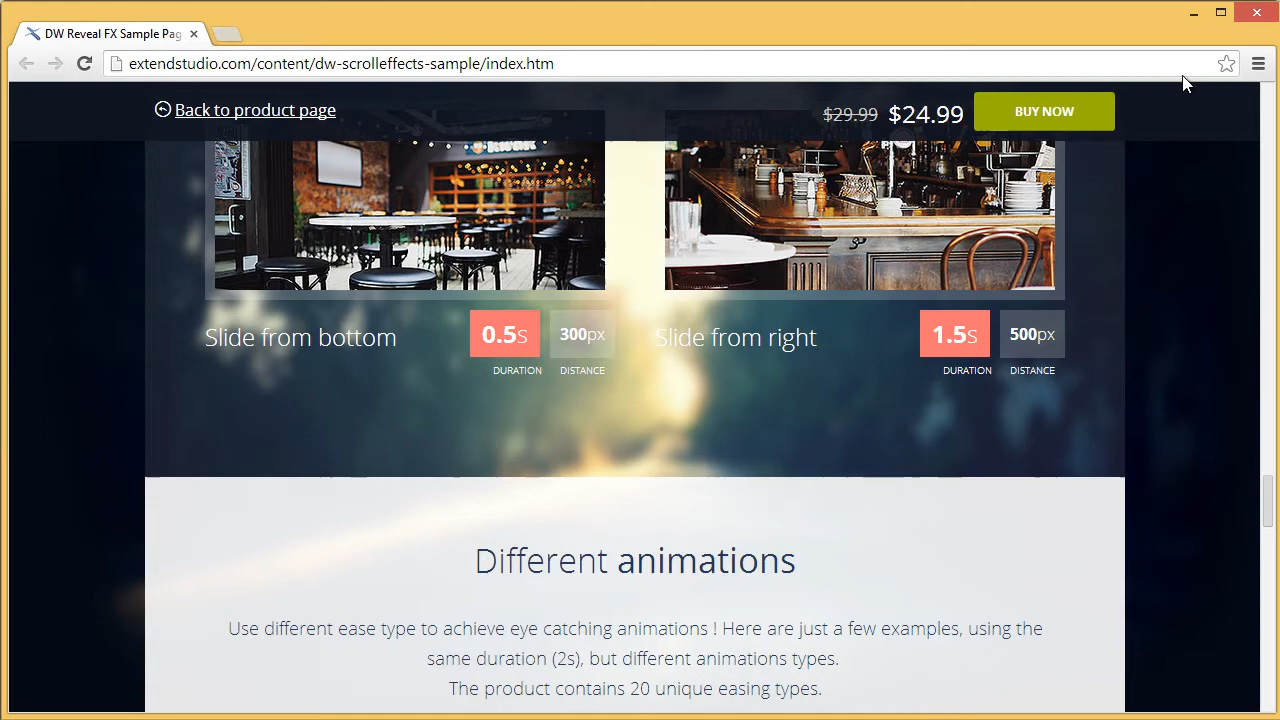 DW Reveal FX Sample Pag
extendstudio.com/content/dw-scrolleffects-sample/index.htm
Back to product page
$29.99 $24.99 BUY NOW
Slide from bottom
0.5S
300px
DURATION DISTANCE
Slide from right
1.5S
500px
DURATION DISTANCE
Different animations
Use different ease type to achieve eye catching animations ! Here are just a few examples, using the
same duration (2s), but different animations types.
The product contains 20 unique easing types.